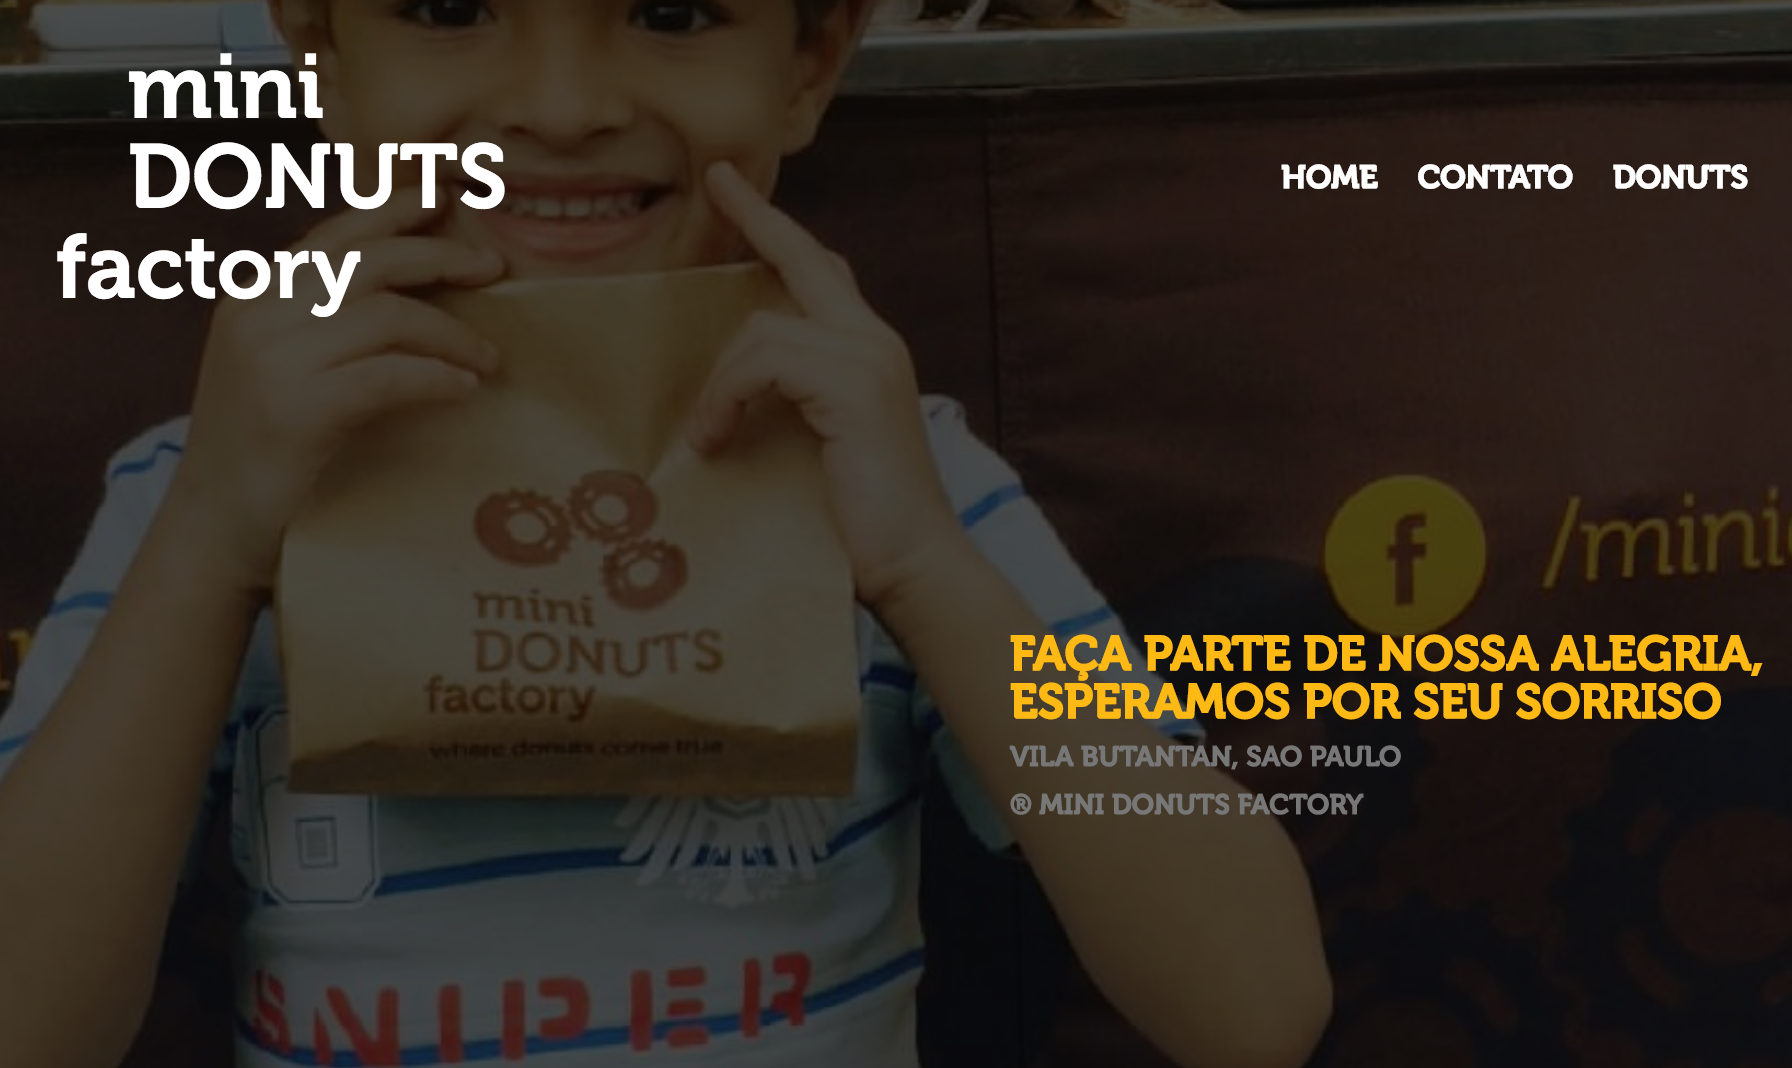 mini
DONUTS
factory
HOME CONTATO DONUTS
f /mini
mini
DONUTS
factory
where donuts come true
FAÇA PARTE DE NOSSA ALEGRIA,
ESPERAMOS POR SEU SORRISO
VILA BUTANTAN, SAO PAULO
® MINI DONUTS FACTORY
SNIPER